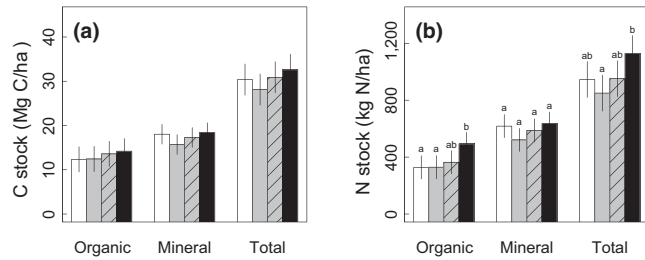 (a)
C stock (Mg C/ha)
40
30
20
10
0
Organic Mineral Total
(b)
N stock (kg N/ha)
1,200
800
400
0
a a ab b
a a a a
ab a ab b
Organic Mineral Total